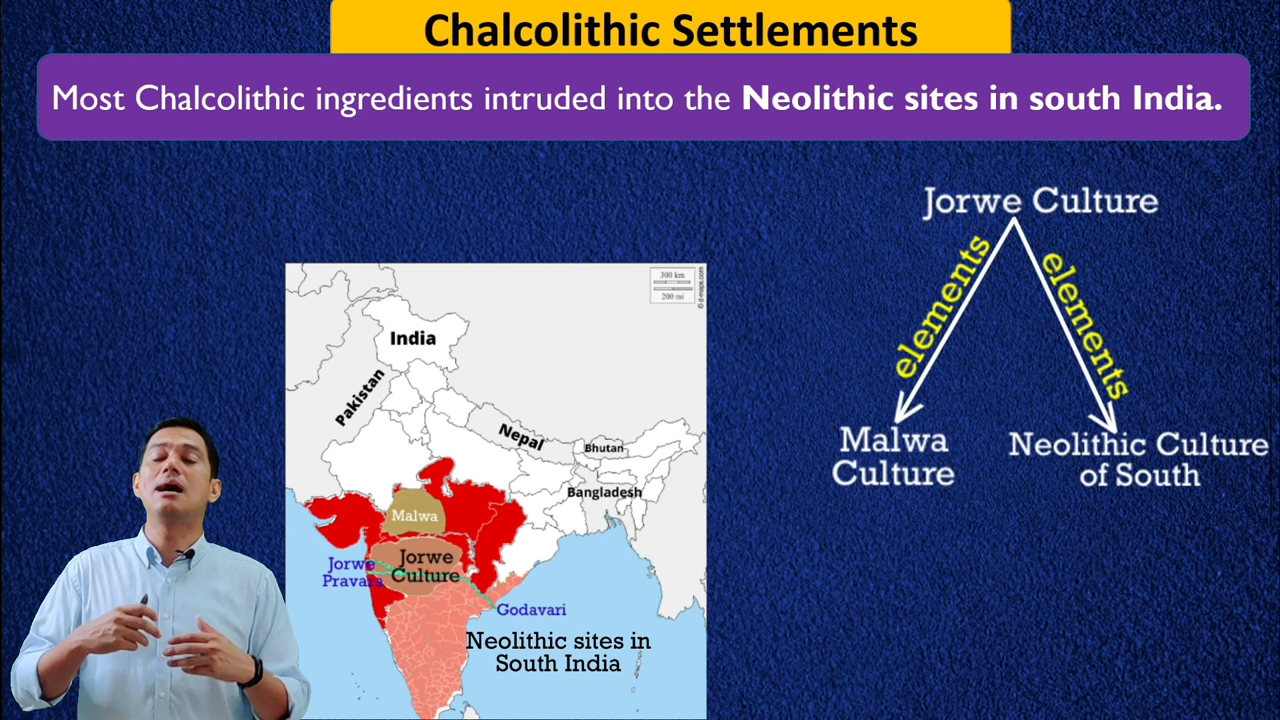 Chalcolithic Settlements
Most Chalcolithic ingredients intruded into the Neolithic sites in south India.
Jorwe Culture
elements
elements
Malwa
Culture
Neolithic Culture
of South
300 km
200 mi
© d-maps.com
India
Pakistan
Nepal
Bhutan
Bangladesh
Malwa
Jorwe
Pravara
Jorwe
Culture
Godavari
Neolithic sites in
South India